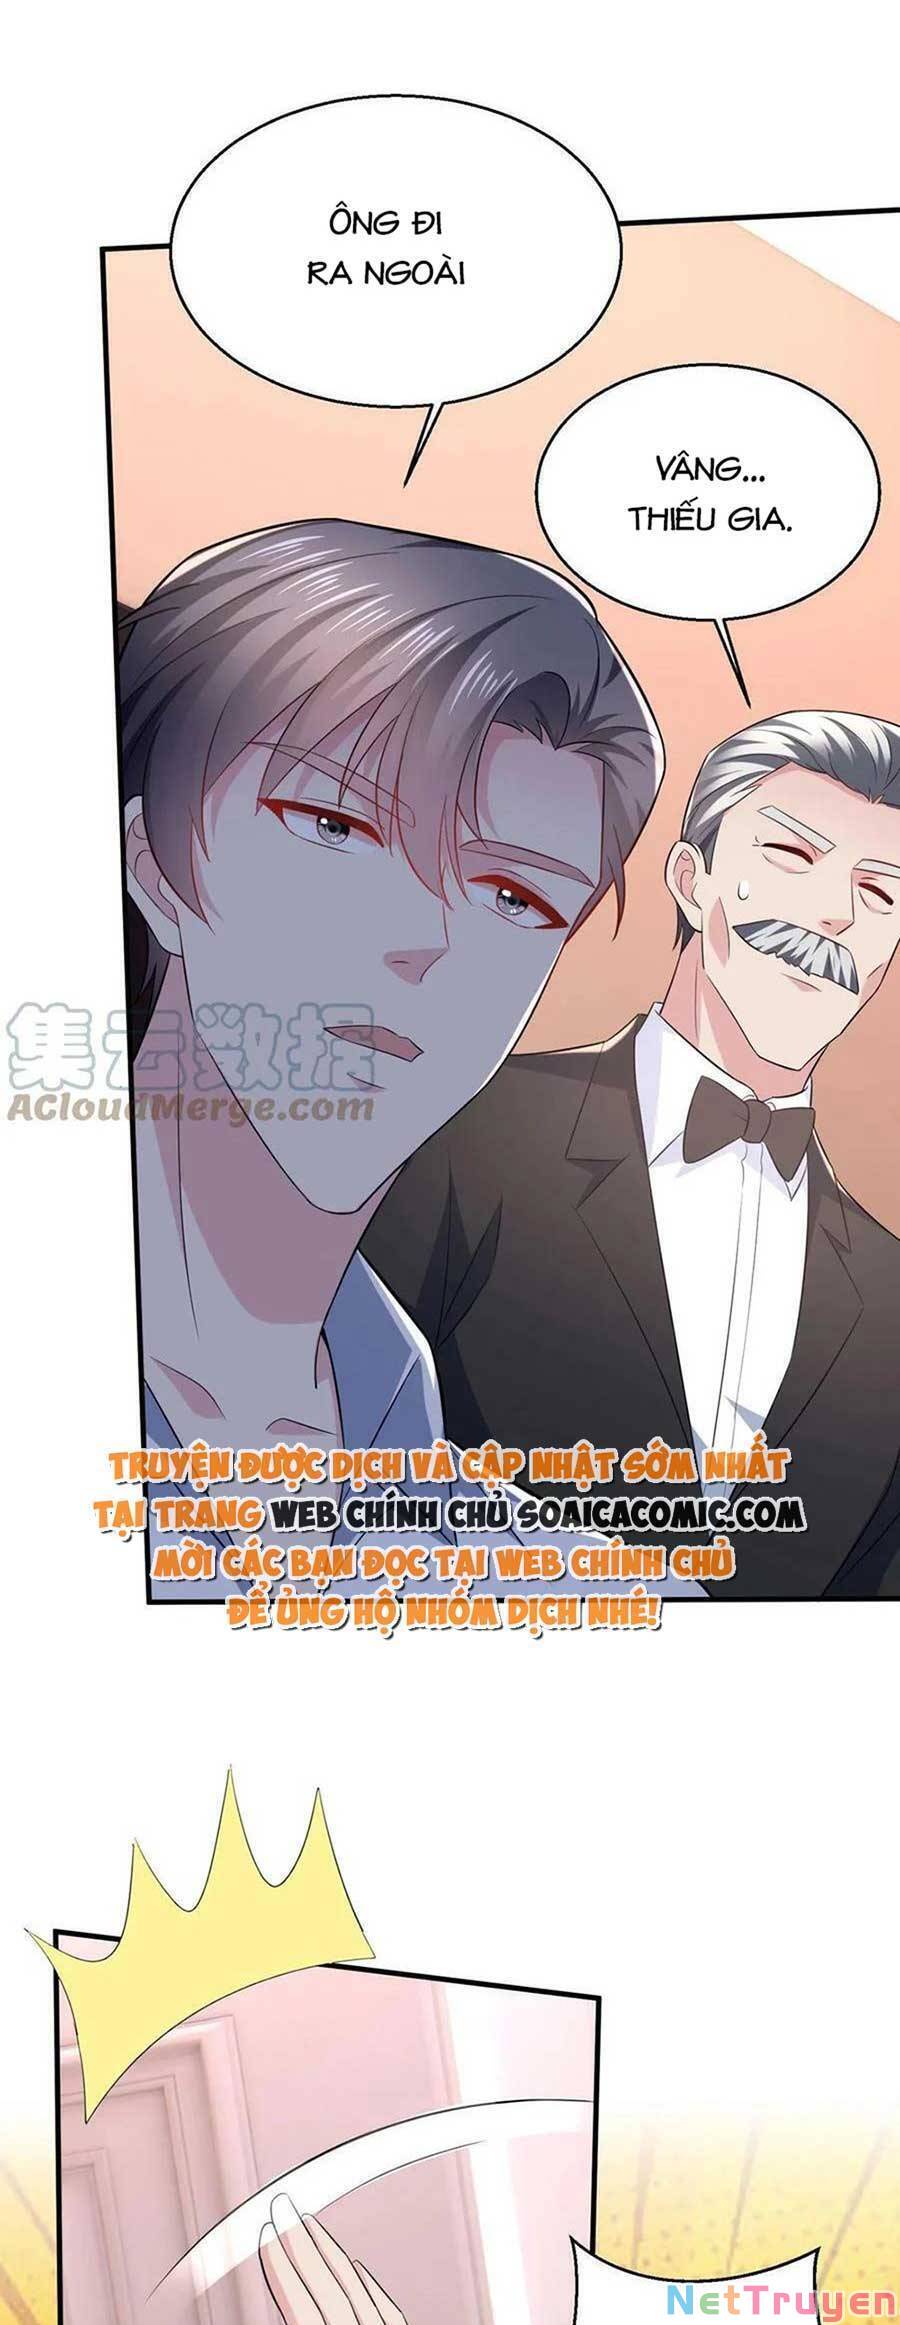 ÔNG ĐI
RA NGOÀI
VÂNG...
THIẾU GIA.
集云数据
ACloudMerge.com
TRUYỆN ĐƯỢC DỊCH VÀ CẬP NHẬT SỚM NHẤT
TẠI TRANG WEB CHÍNH CHỦ SOAICACOMIC.COM
MỜI CÁC BẠN ĐỌC TẠI WEB CHÍNH CHỦ
ĐỂ ỦNG HỘ NHÓM DỊCH NHÉ!
NetTruyen